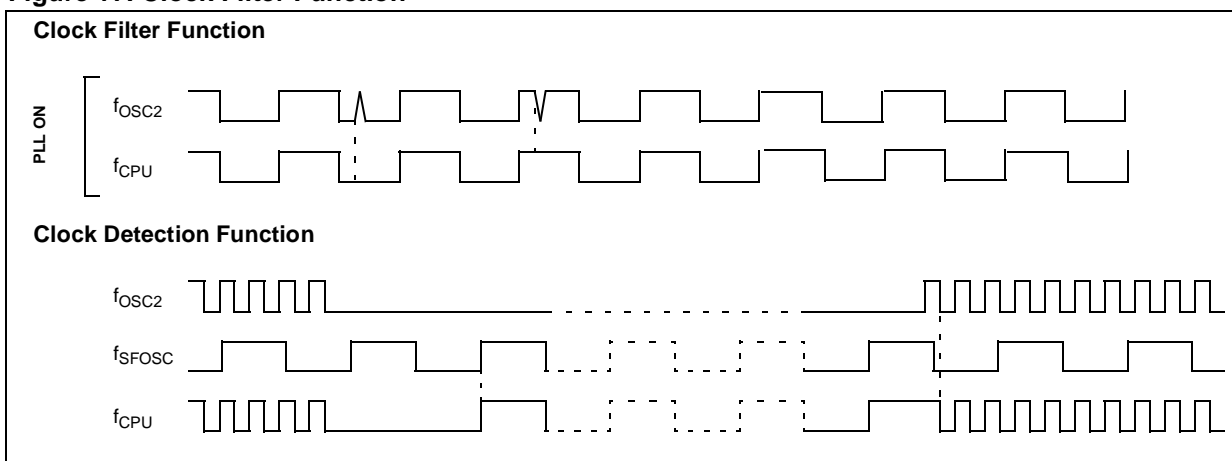 Clock Filter Function
PLL ON
fOSC2
fCPU
Clock Detection Function
fOSC2
fSFOSC
fCPU